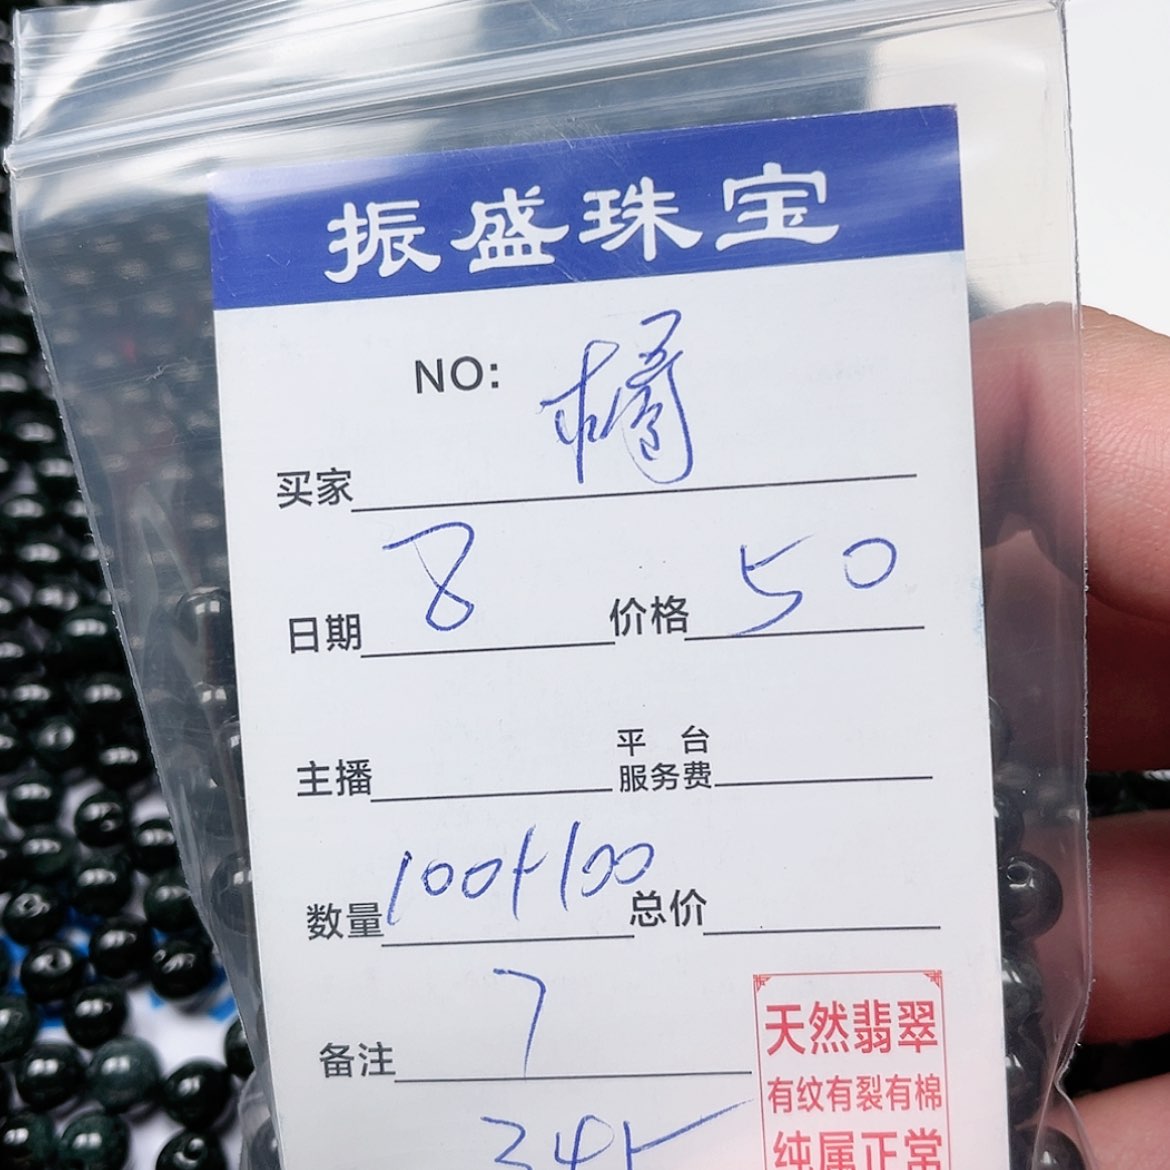 振盛珠宝
NO: 橘
买家
日期 8 价格 50
主播 平台服务费
数量 100+100 总价
备注 7
345
天然翡翠
有纹有裂有棉
纯属正常